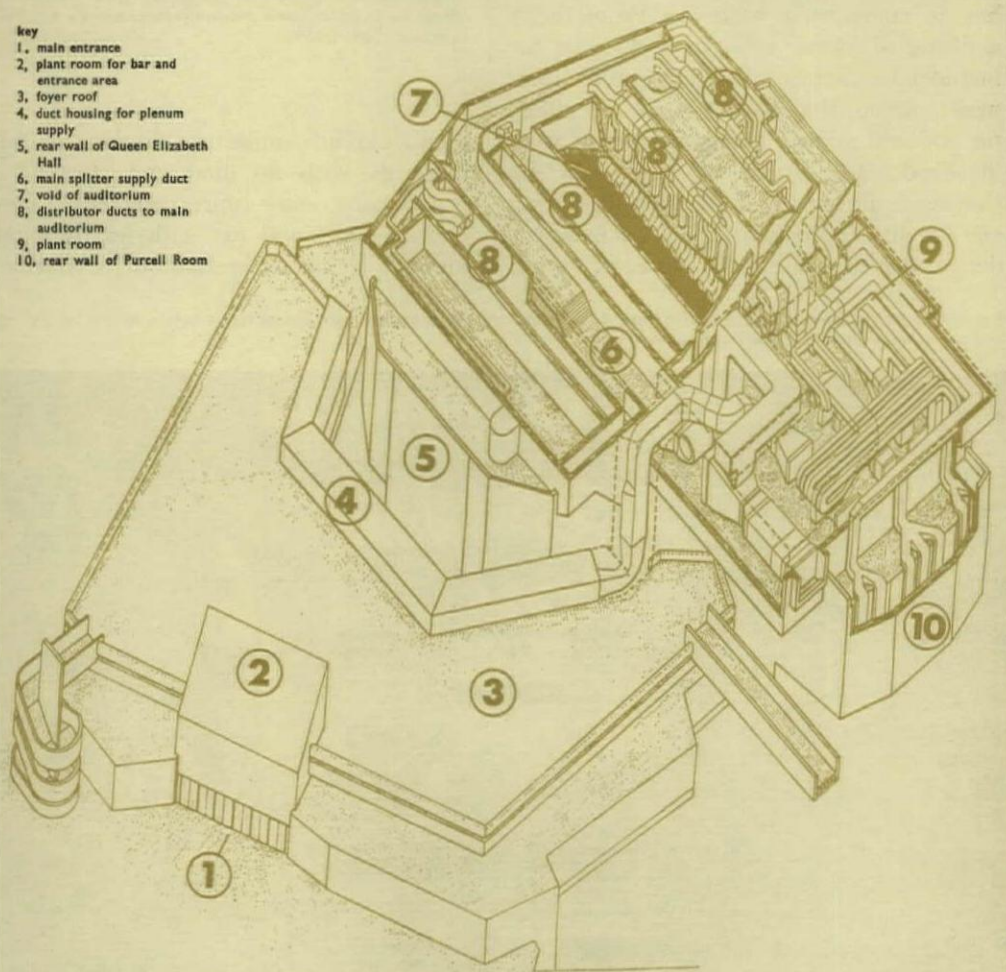 key
1, main entrance
2, plant room for bar and
entrance area
3, foyer roof
4, duct housing for plenum
supply
5, rear wall of Queen Elizabeth
Hall
6, main splitter supply duct
7, void of auditorium
8, distributor ducts to main
auditorium
9, plant room
10, rear wall of Purcell Room
7
8
8
8
9
8
6
5
4
10
2
3
1